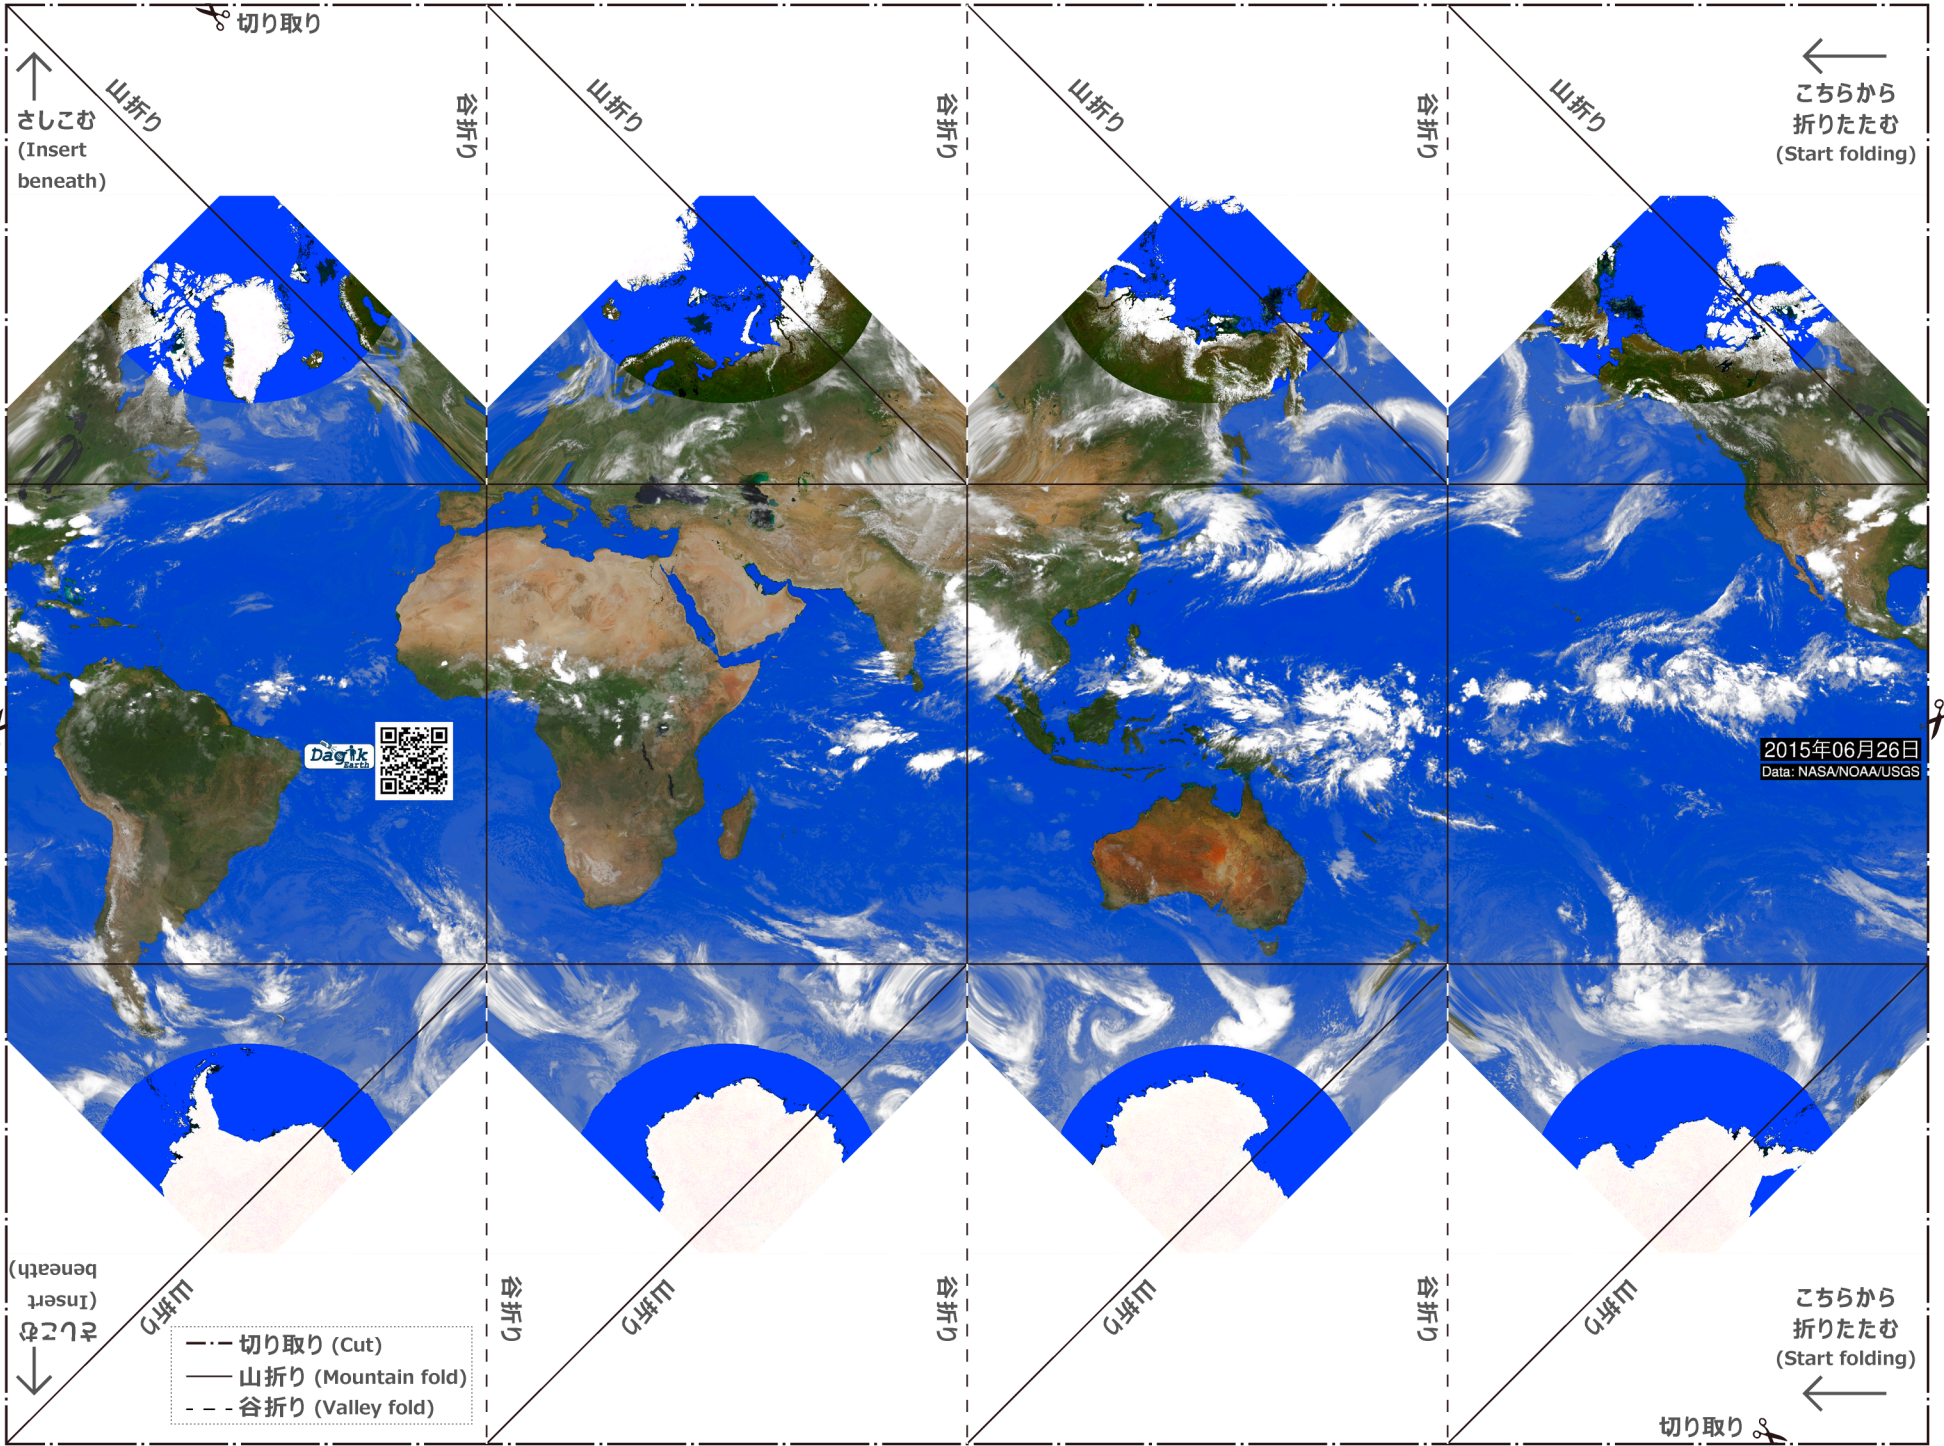 切り取り
山折り
谷折り
山折り
谷折り
山折り
谷折り
山折り
さしこむ
(Insert
beneath)
こちらから
折りたたむ
(Start folding)
Dagik
Earth
2015年06月26日
Data: NASA/NOAA/USGS
さしこむ
(Insert
beneath)
山折り
谷折り
山折り
谷折り
山折り
谷折り
山折り
切り取り (Cut)
山折り (Mountain fold)
谷折り (Valley fold)
こちらから
折りたたむ
(Start folding)
切り取り